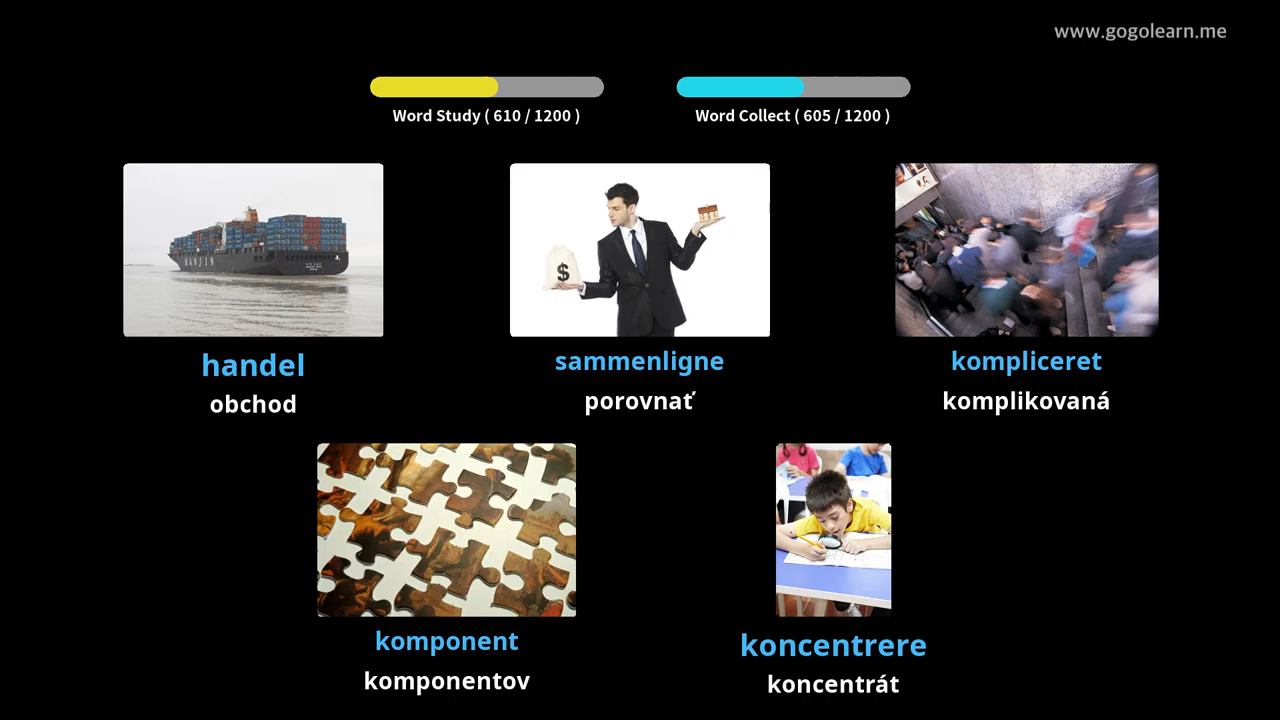 www.gogolearn.me
Word Study ( 610 / 1200 )
Word Collect ( 605 / 1200 )
HANJIN
$
handel
sammenligne
kompliceret
obchod
porovnať
komplikovaná
komponent
koncentrere
komponentov
koncentrát